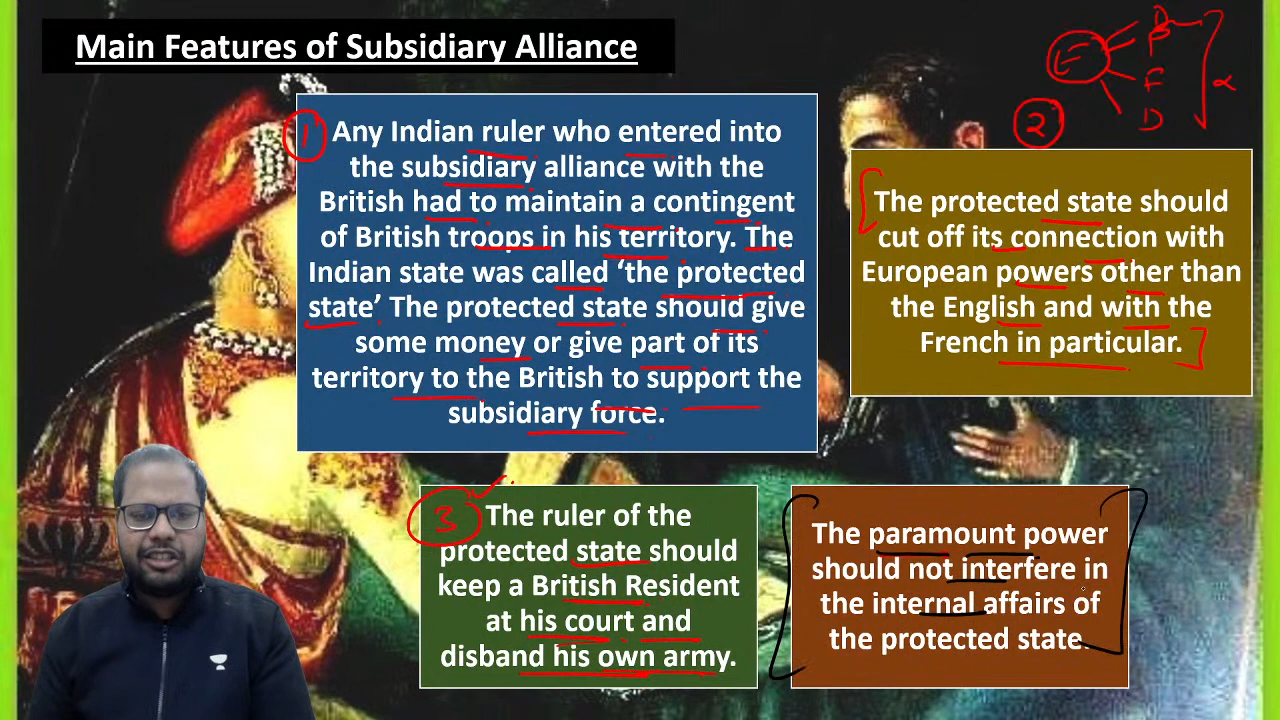 Main Features of Subsidiary Alliance
1
Any Indian ruler who entered into
the subsidiary alliance with the
British had to maintain a contingent
of British troops in his territory. The
Indian state was called ‘the protected
state’ The protected state should give
some money or give part of its
territory to the British to support the
subsidiary force.
E
P
F
D
2
The protected state should
cut off its connection with
European powers other than
the English and with the
French in particular.
3
The ruler of the
protected state should
keep a British Resident
at his court and
disband his own army.
The paramount power
should not interfere in
the internal affairs of
the protected state.